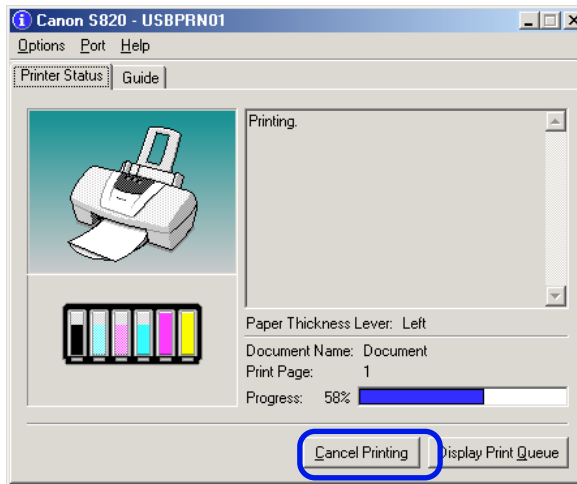 Canon S820 - USBPRN01
Options Port Help
Printer Status Guide
Printing.
Paper Thickness Lever: Left
Document Name: Document
Print Page: 1
Progress: 58%
Cancel Printing Display Print Queue